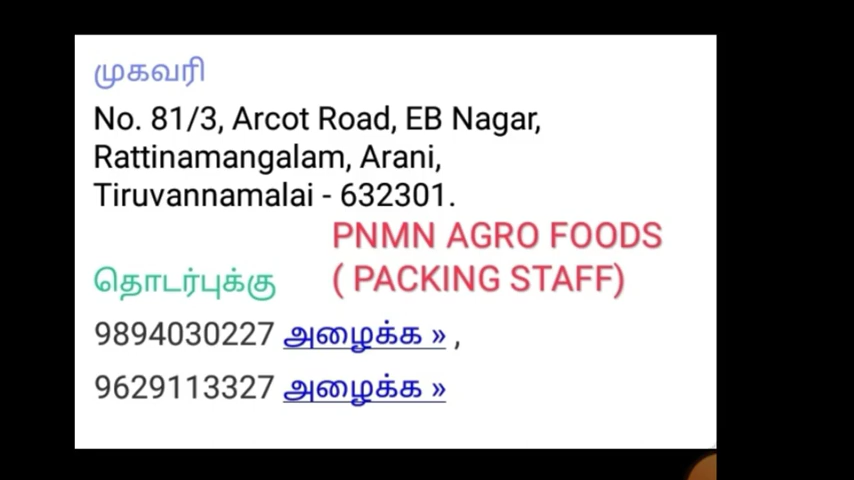 முகவரி
No. 81/3, Arcot Road, EB Nagar,
Rattinamangalam, Arani,
Tiruvannamalai - 632301.
PNMN AGRO FOODS
( PACKING STAFF)
தொடர்புக்கு
9894030227 அழைக்க » ,
9629113327 அழைக்க »